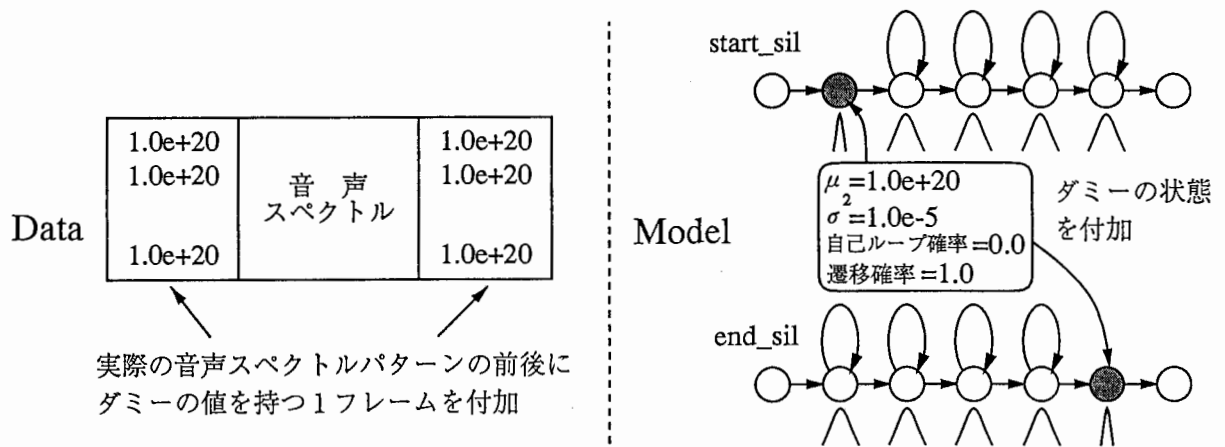 Data
1.0e+20
1.0e+20
1.0e+20
音 声
スペクトル
1.0e+20
1.0e+20
1.0e+20
実際の音声スペクトルパターンの前後に
ダミーの値を持つ1フレームを付加
Model
start_sil
μ=1.0e+20
σ²=1.0e-5
自己ループ確率=0.0
遷移確率=1.0
ダミーの状態
を付加
end_sil